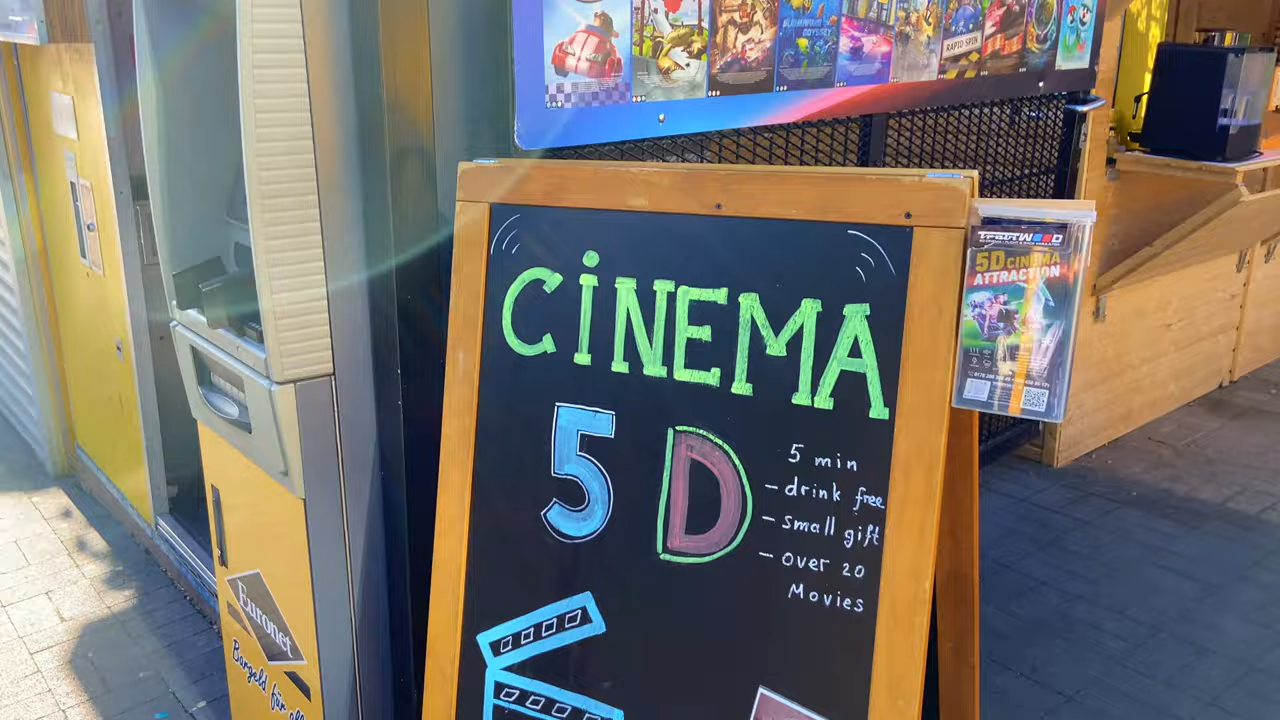 RAPID SPIN
CiNEMA
5D
5 min
- drink free
- small gift
- over 20
Movies
5D CINEMA
ATTRACTION
Euronet
Bargeld für